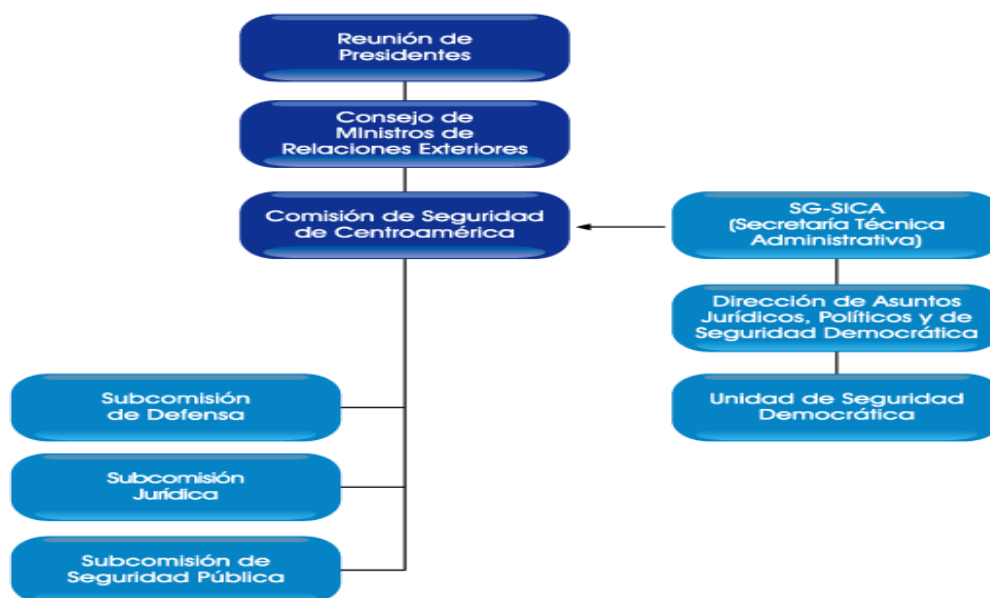 Reunión de
Presidentes
Consejo de
Ministros de
Relaciones Exteriores
Comisión de Seguridad
de Centroamérica
SG-SICA
(Secretaría Técnica
Administrativa)
Dirección de Asuntos
Jurídicos, Políticos y de
Seguridad Democrática
Unidad de Seguridad
Democrática
Subcomisión
de Defensa
Subcomisión
Jurídica
Subcomisión de
Seguridad Pública